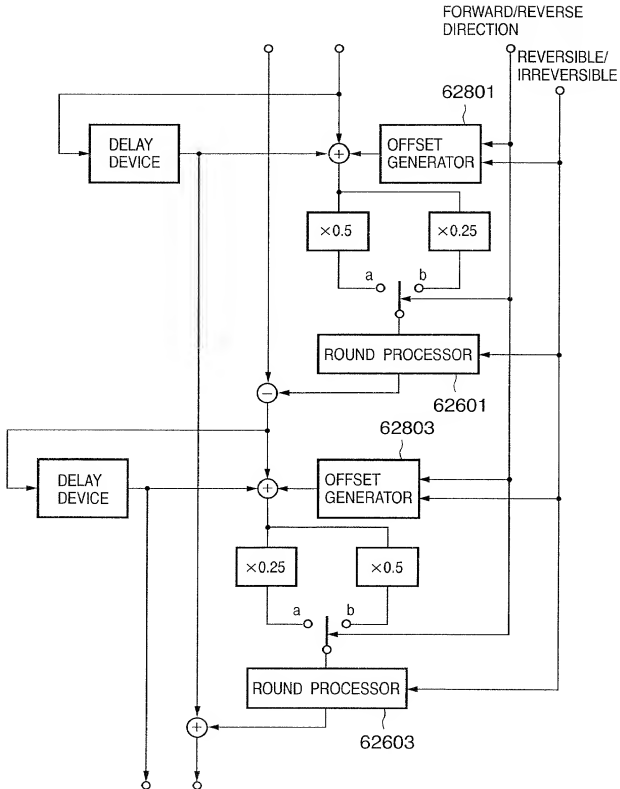 FORWARD/REVERSE
DIRECTION
REVERSIBLE/
IRREVERSIBLE
62801
DELAY
DEVICE
+
OFFSET
GENERATOR
×0.5
×0.25
a
b
ROUND PROCESSOR
62601
−
62803
DELAY
DEVICE
+
OFFSET
GENERATOR
×0.25
×0.5
a
b
ROUND PROCESSOR
62603
+